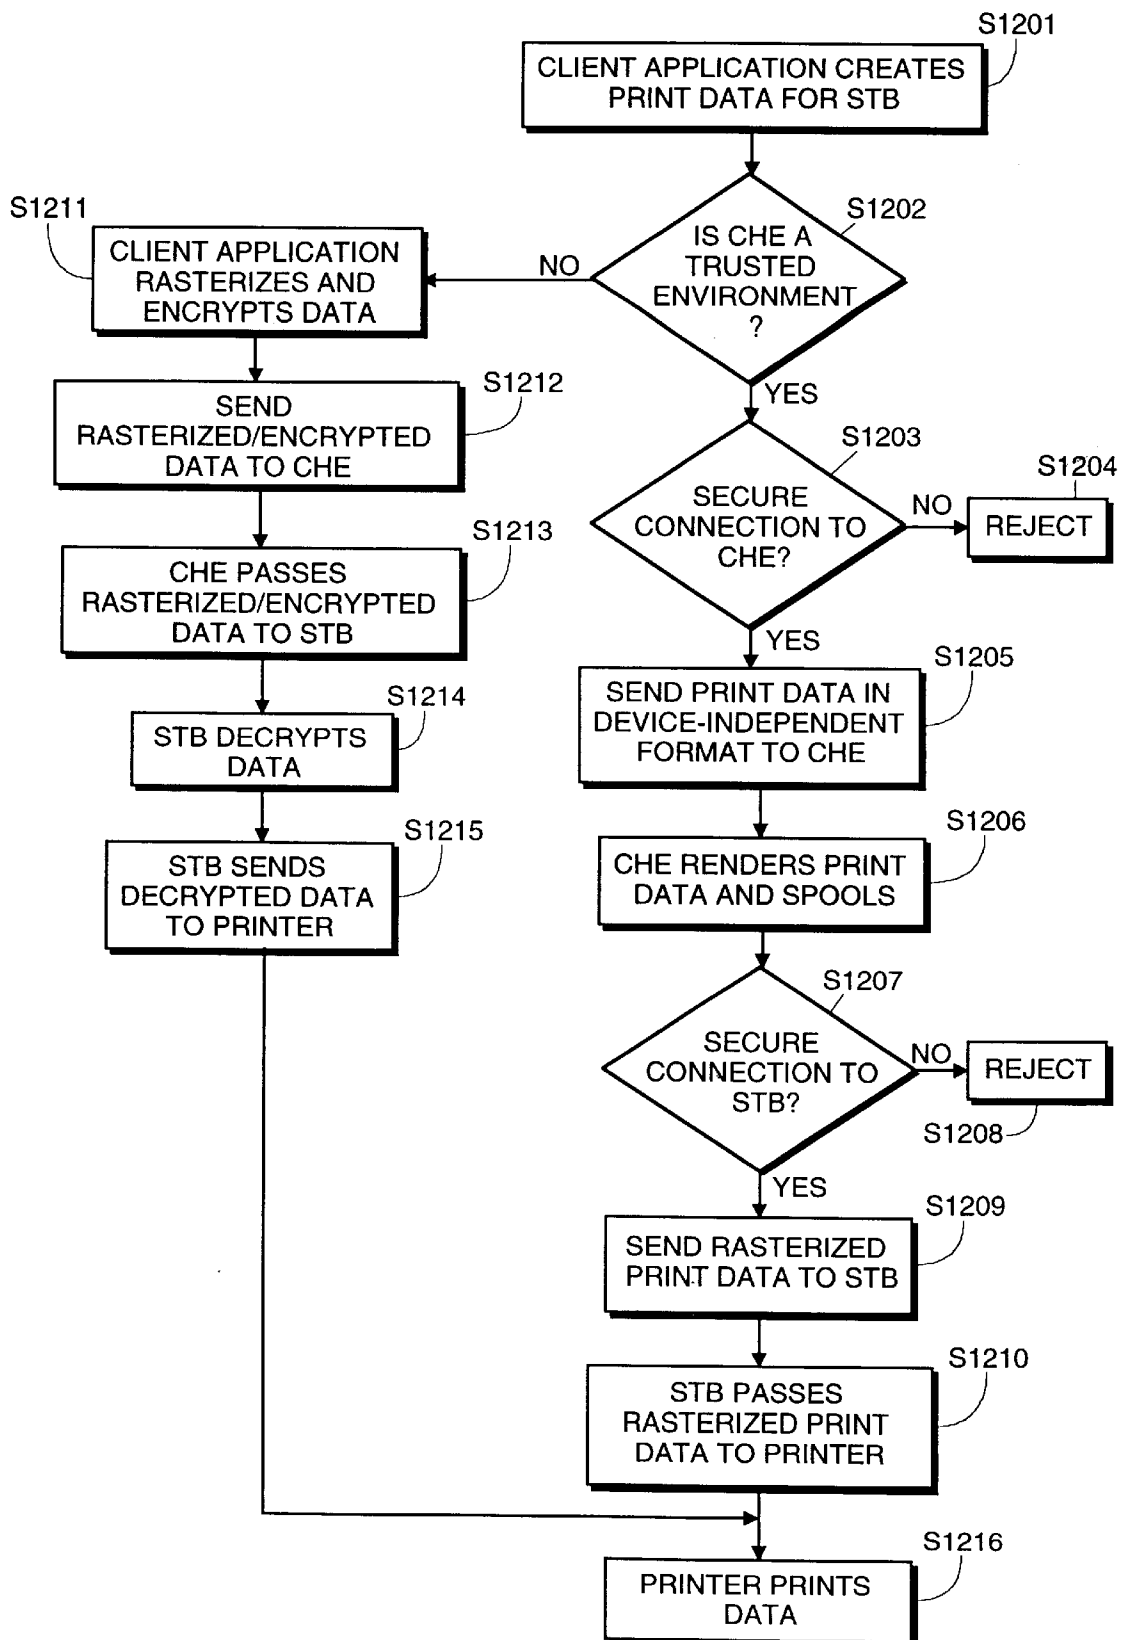 S1201
CLIENT APPLICATION CREATES
PRINT DATA FOR STB
S1202
IS CHE A
TRUSTED
ENVIRONMENT
?
NO
YES
S1211
CLIENT APPLICATION
RASTERIZES AND
ENCRYPTS DATA
S1212
SEND
RASTERIZED/ENCRYPTED
DATA TO CHE
S1213
CHE PASSES
RASTERIZED/ENCRYPTED
DATA TO STB
S1214
STB DECRYPTS
DATA
S1215
STB SENDS
DECRYPTED DATA
TO PRINTER
S1203
SECURE
CONNECTION TO
CHE?
NO
S1204
REJECT
YES
S1205
SEND PRINT DATA IN
DEVICE-INDEPENDENT
FORMAT TO CHE
S1206
CHE RENDERS PRINT
DATA AND SPOOLS
S1207
SECURE
CONNECTION TO
STB?
NO
REJECT
S1208
YES
S1209
SEND RASTERIZED
PRINT DATA TO STB
S1210
STB PASSES
RASTERIZED PRINT
DATA TO PRINTER
S1216
PRINTER PRINTS
DATA